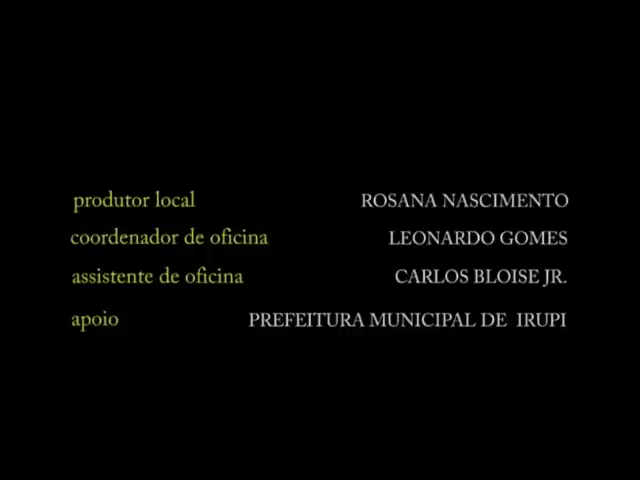 produtor local ROSANA NASCIMENTO
coordenador de oficina LEONARDO GOMES
assistente de oficina CARLOS BLOISE JR.
apoio PREFEITURA MUNICIPAL DE IRUPI